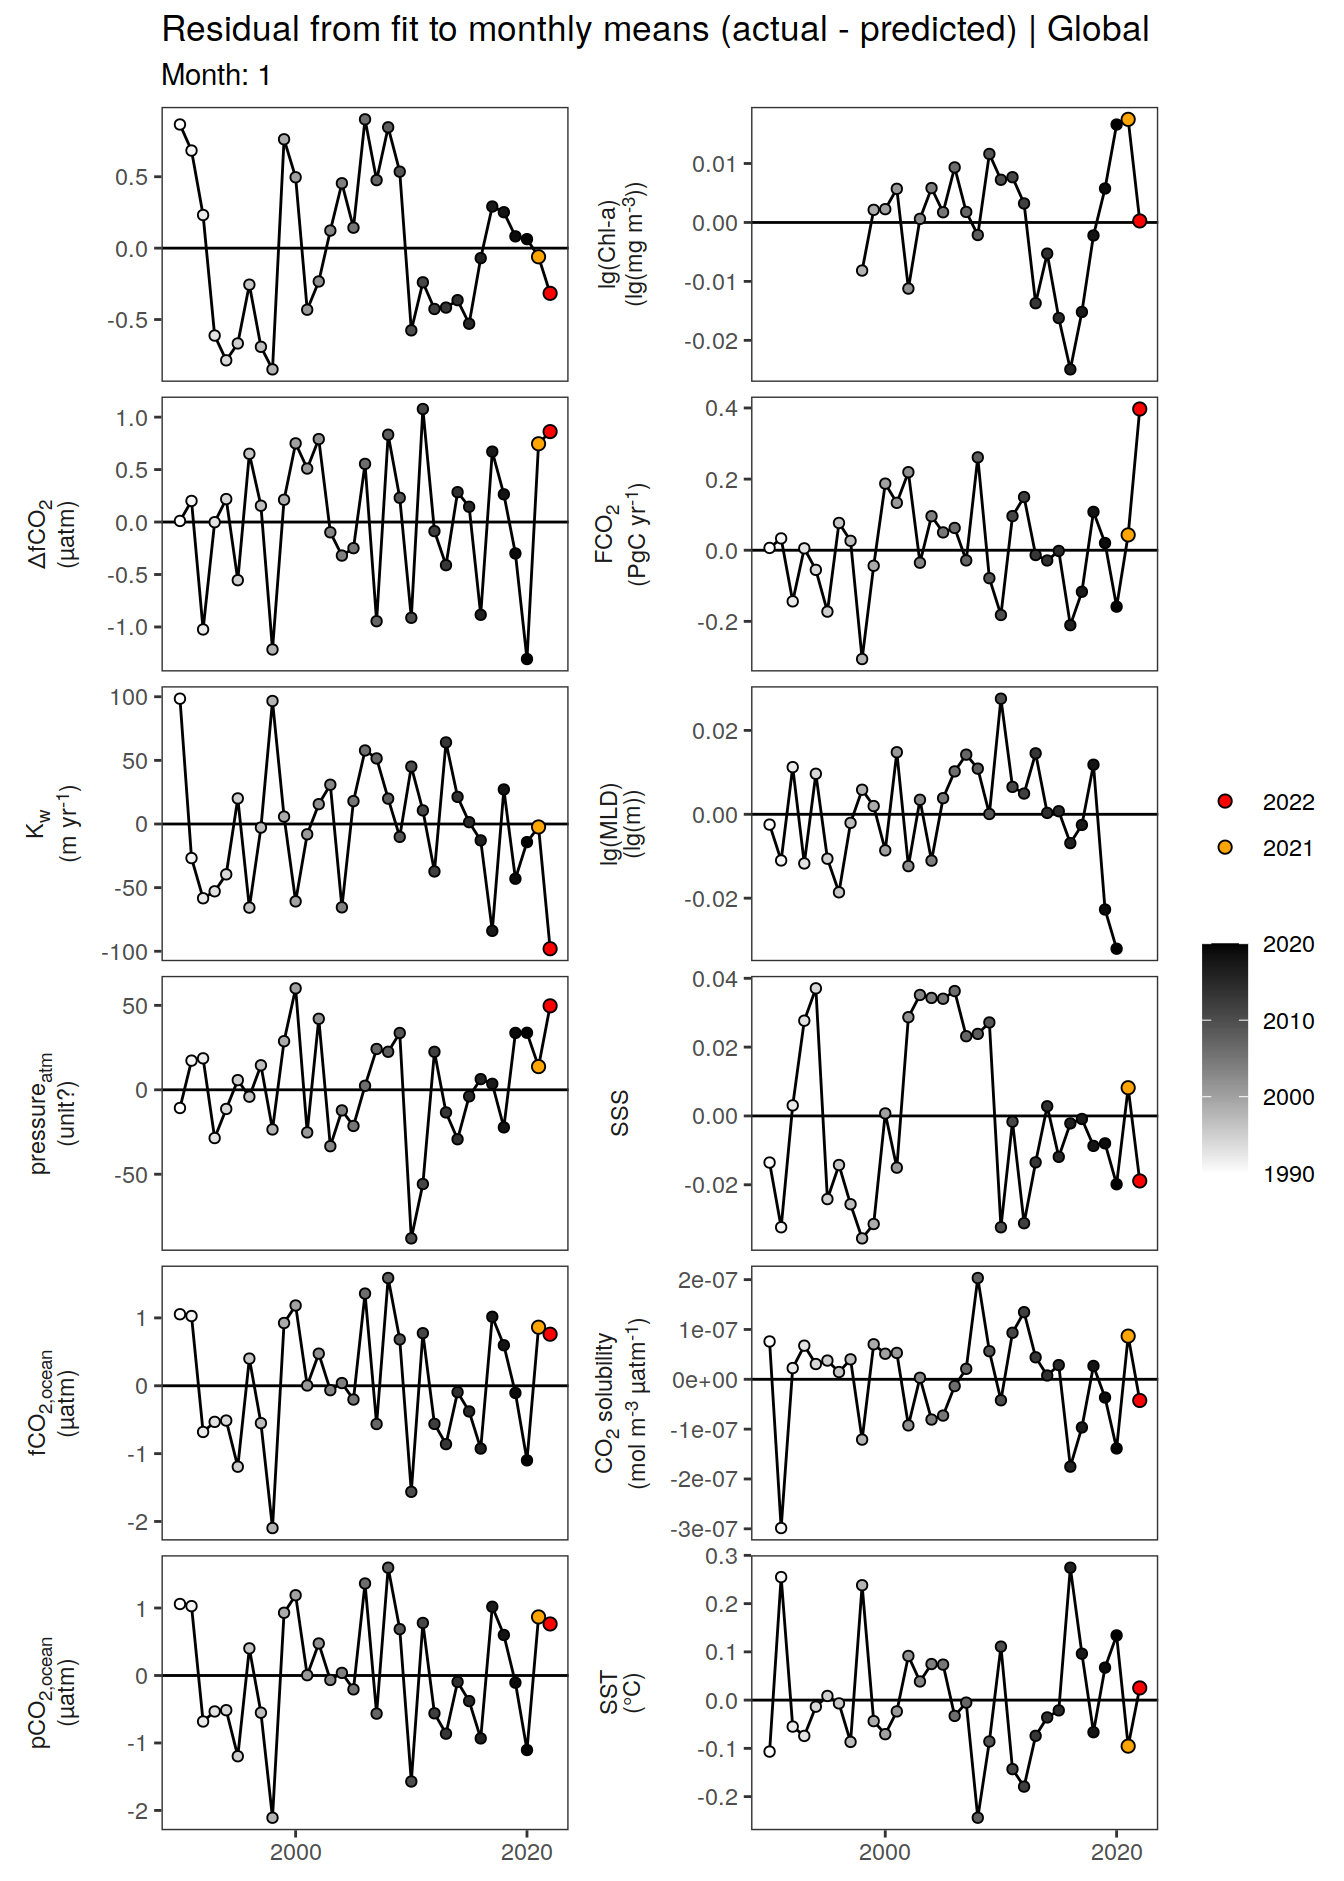 Residual from fit to monthly means (actual - predicted) | Global
Month: 1
0.5
0.0
-0.5
lg(Chl-a)
(lg(mg m⁻³))
0.01
0.00
-0.01
-0.02
ΔfCO₂
(µatm)
1.0
0.5
0.0
-0.5
-1.0
FCO₂
(PgC yr⁻¹)
0.4
0.2
0.0
-0.2
K_w
(m yr⁻¹)
100
50
0
-50
-100
lg(MLD)
(lg(m))
0.02
0.00
-0.02
pressure_atm
(unit?)
50
0
-50
SSS
0.04
0.02
0.00
-0.02
fCO₂,ocean
(µatm)
1
0
-1
-2
CO₂ solubility
(mol m⁻³ µatm⁻¹)
2e-07
1e-07
0e+00
-1e-07
-2e-07
-3e-07
pCO₂,ocean
(µatm)
1
0
-1
-2
SST
(°C)
0.3
0.2
0.1
0.0
-0.1
-0.2
2000
2020
2000
2020
2022
2021
2020
2010
2000
1990